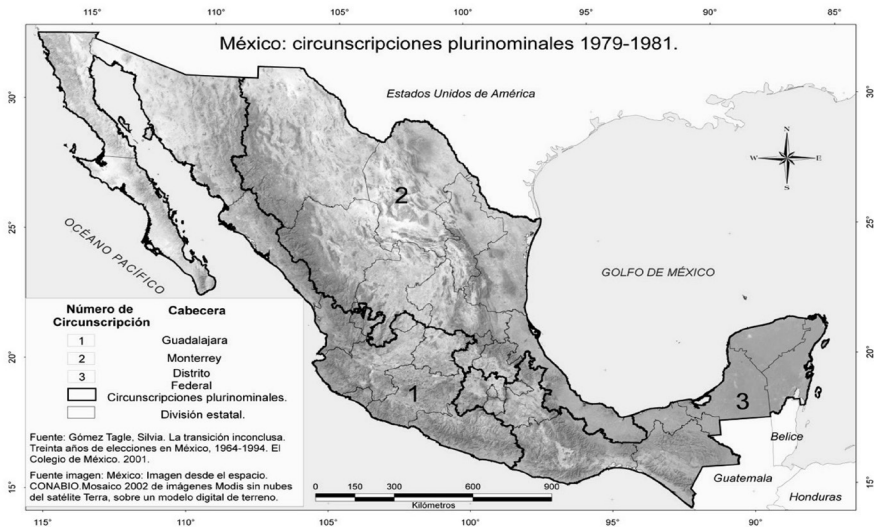 115° 110° 105° 100° 95° 90° 85°
México: circunscripciones plurinominales 1979-1981.
Estados Unidos de América
30° 30°
N
W E
S
2
25° 25°
OCÉANO PACÍFICO
GOLFO DE MÉXICO
Número de Circunscripción Cabecera
1 Guadalajara
2 Monterrey
3 Distrito Federal
Circunscripciones plurinominales.
División estatal.
20° 20°
1
3
Belice
Guatemala
Honduras
Fuente: Gómez Tagle, Silvia. La transición inconclusa.
Treinta años de elecciones en México, 1964-1994. El
Colegio de México. 2001.
Fuente imagen: México: Imagen desde el espacio.
CONABIO.Mosaico 2002 de imágenes Modis sin nubes
del satélite Terra, sobre un modelo digital de terreno.
0 150 300 600 900
Kilómetros
15° 15°
115° 110° 105° 100° 95° 90°